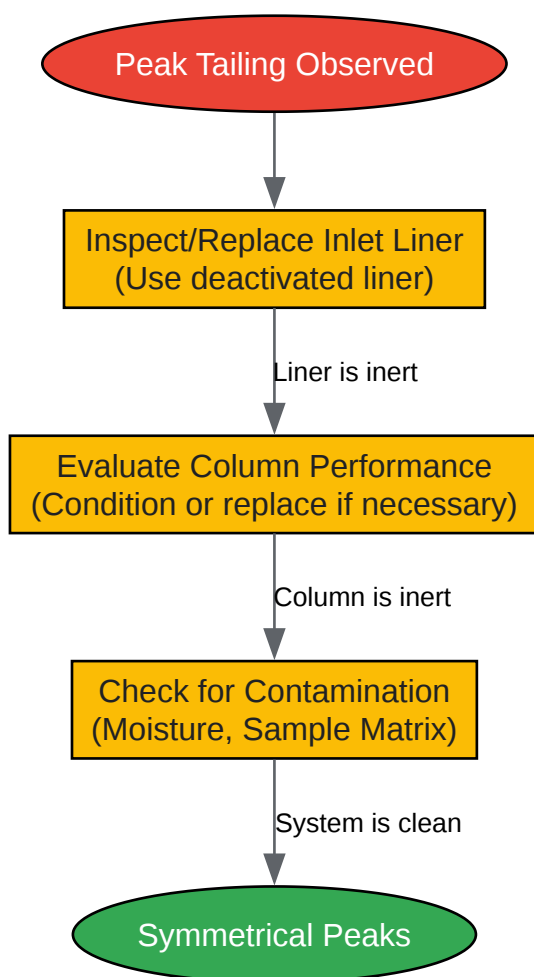 Peak Tailing Observed
Inspect/Replace Inlet Liner
(Use deactivated liner)
Liner is inert
Evaluate Column Performance
(Condition or replace if necessary)
Column is inert
Check for Contamination
(Moisture, Sample Matrix)
System is clean
Symmetrical Peaks